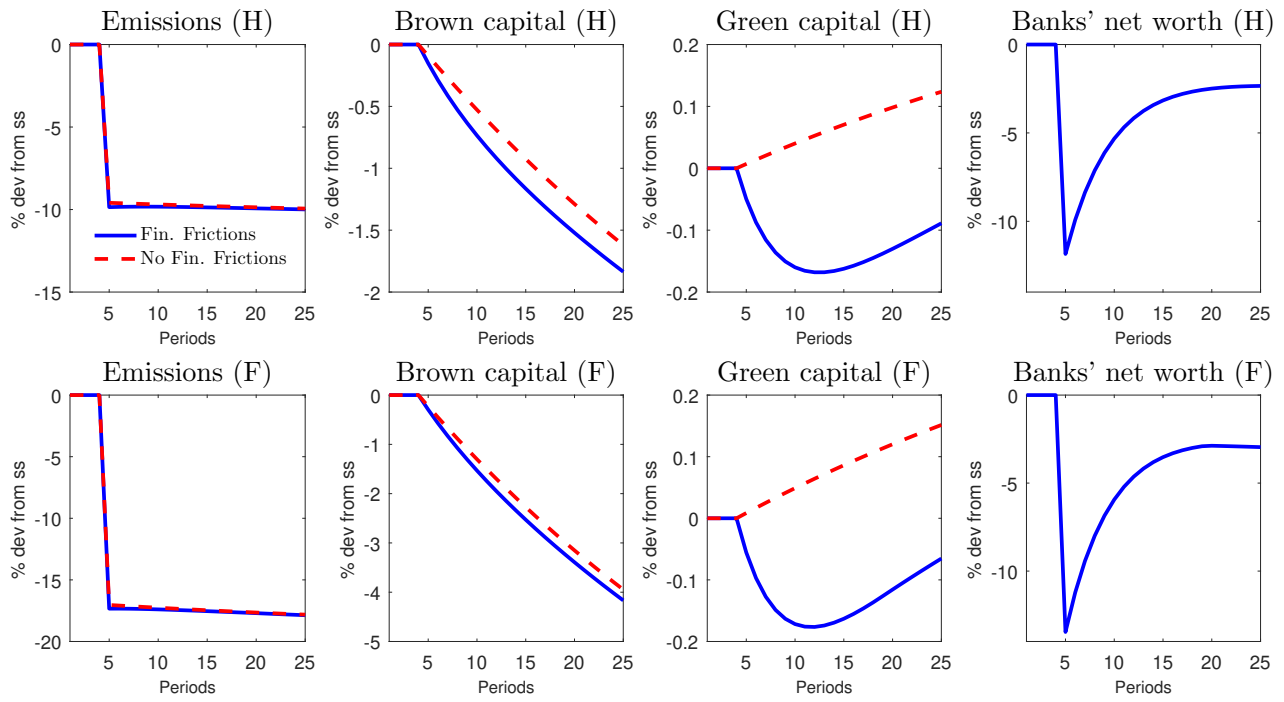 Emissions (H)
% dev from ss
0
-5
-10
-15
Fin. Frictions
No Fin. Frictions
5 10 15 20 25
Periods
Brown capital (H)
% dev from ss
0
-0.5
-1
-1.5
-2
5 10 15 20 25
Periods
Green capital (H)
% dev from ss
0.2
0.1
0
-0.1
-0.2
5 10 15 20 25
Periods
Banks' net worth (H)
% dev from ss
0
-5
-10
5 10 15 20 25
Periods
Emissions (F)
% dev from ss
0
-5
-10
-15
-20
5 10 15 20 25
Periods
Brown capital (F)
% dev from ss
0
-1
-2
-3
-4
-5
5 10 15 20 25
Periods
Green capital (F)
% dev from ss
0.2
0.1
0
-0.1
-0.2
5 10 15 20 25
Periods
Banks' net worth (F)
% dev from ss
0
-5
-10
5 10 15 20 25
Periods